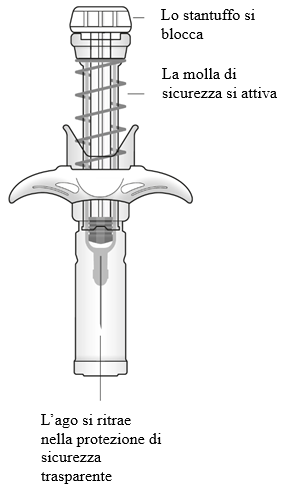 Lo stantuffo si
blocca
La molla di
sicurezza si attiva
L’ago si ritrae
nella protezione di
sicurezza
trasparente